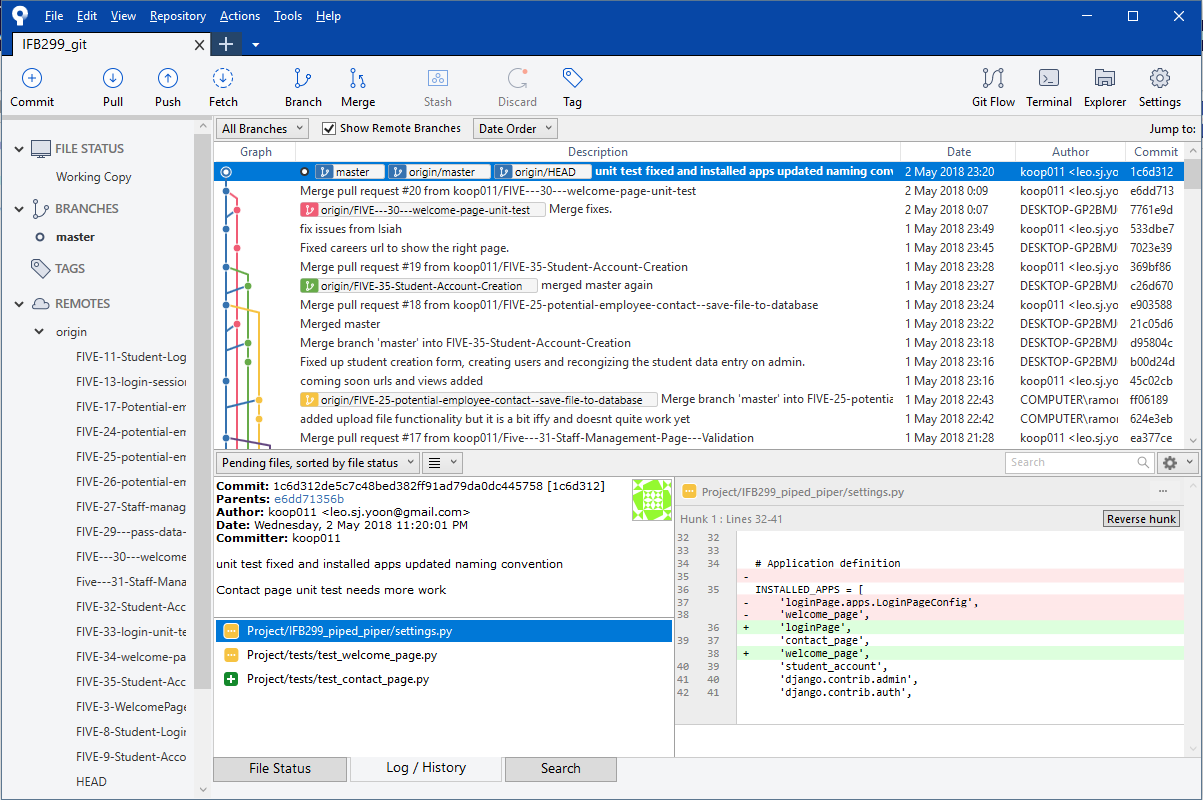 File Edit View Repository Actions Tools Help
IFB299_git
Commit Pull Push Fetch Branch Merge Stash Discard Tag Git Flow Terminal Explorer Settings
FILE STATUS
Working Copy
BRANCHES
master
TAGS
REMOTES
origin
FIVE-11-Student-Log
FIVE-13-login-session
FIVE-17-Potential-em
FIVE-24-potential-em
FIVE-25-potential-em
FIVE-26-potential-em
FIVE-27-Staff-manag
FIVE-29---pass-data-
FIVE---30---welcome
Five---31-Staff-Mana
FIVE-32-Student-Acc
FIVE-33-login-unit-te
FIVE-34-welcome-pa
FIVE-35-Student-Acc
FIVE-3-WelcomePage
FIVE-8-Student-Login
FIVE-9-Student-Acco
HEAD
All Branches Show Remote Branches Date Order Jump to:
Graph Description Date Author Commit
master origin/master origin/HEAD unit test fixed and installed apps updated naming conv 2 May 2018 23:20 koop011 <leo.sj.yo 1c6d312
Merge pull request #20 from koop011/FIVE---30---welcome-page-unit-test 2 May 2018 0:09 koop011 <leo.sj.yo e6dd713
origin/FIVE---30---welcome-page-unit-test Merge fixes. 2 May 2018 0:07 DESKTOP-GP2BMJ 7761e9d
fix issues from Isiah 1 May 2018 23:49 koop011 <leo.sj.yo 533dbe7
Fixed careers url to show the right page. 1 May 2018 23:45 DESKTOP-GP2BMJ 7023e39
Merge pull request #19 from koop011/FIVE-35-Student-Account-Creation 1 May 2018 23:28 koop011 <leo.sj.yo 369bf86
origin/FIVE-35-Student-Account-Creation merged master again 1 May 2018 23:27 DESKTOP-GP2BMJ c26d670
Merge pull request #18 from koop011/FIVE-25-potential-employee-contact--save-file-to-database 1 May 2018 23:24 koop011 <leo.sj.yo e903588
Merged master 1 May 2018 23:22 DESKTOP-GP2BMJ 21c05d6
Merge branch 'master' into FIVE-35-Student-Account-Creation 1 May 2018 23:18 DESKTOP-GP2BMJ d95804c
Fixed up student creation form, creating users and recongizing the student data entry on admin. 1 May 2018 23:16 DESKTOP-GP2BMJ b00d24d
coming soon urls and views added 1 May 2018 23:16 koop011 <leo.sj.yo 45c02cb
origin/FIVE-25-potential-employee-contact--save-file-to-database Merge branch 'master' into FIVE-25-potentia 1 May 2018 22:43 COMPUTER\ramor ff06189
added upload file functionality but it is a bit iffy and doesnt quite work yet 1 May 2018 22:42 COMPUTER\ramor 624e3eb
Merge pull request #17 from koop011/Five---31-Staff-Management-Page---Validation 1 May 2018 21:28 koop011 <leo.sj.yo ea377ce
Pending files, sorted by file status Search
Commit: 1c6d312de5c7c48bed382ff91ad79da0dc445758 [1c6d312]
Parents: e6dd71356b
Author: koop011 <leo.sj.yoon@gmail.com>
Date: Wednesday, 2 May 2018 11:20:01 PM
Committer: koop011
unit test fixed and installed apps updated naming convention
Contact page unit test needs more work
Project/IFB299_piped_piper/settings.py
Project/tests/test_welcome_page.py
Project/tests/test_contact_page.py
Project/IFB299_piped_piper/settings.py
Hunk 1 : Lines 32-41 Reverse hunk
32 32
33 33
34 34 # Application definition
35 -
36 35 INSTALLED_APPS = [
37 - 'loginPage.apps.LoginPageConfig',
38 - 'welcome_page',
36 + 'loginPage',
39 37 'contact_page',
38 + 'welcome_page',
40 39 'student_account',
41 40 'django.contrib.admin',
42 41 'django.contrib.auth',
File Status Log / History Search